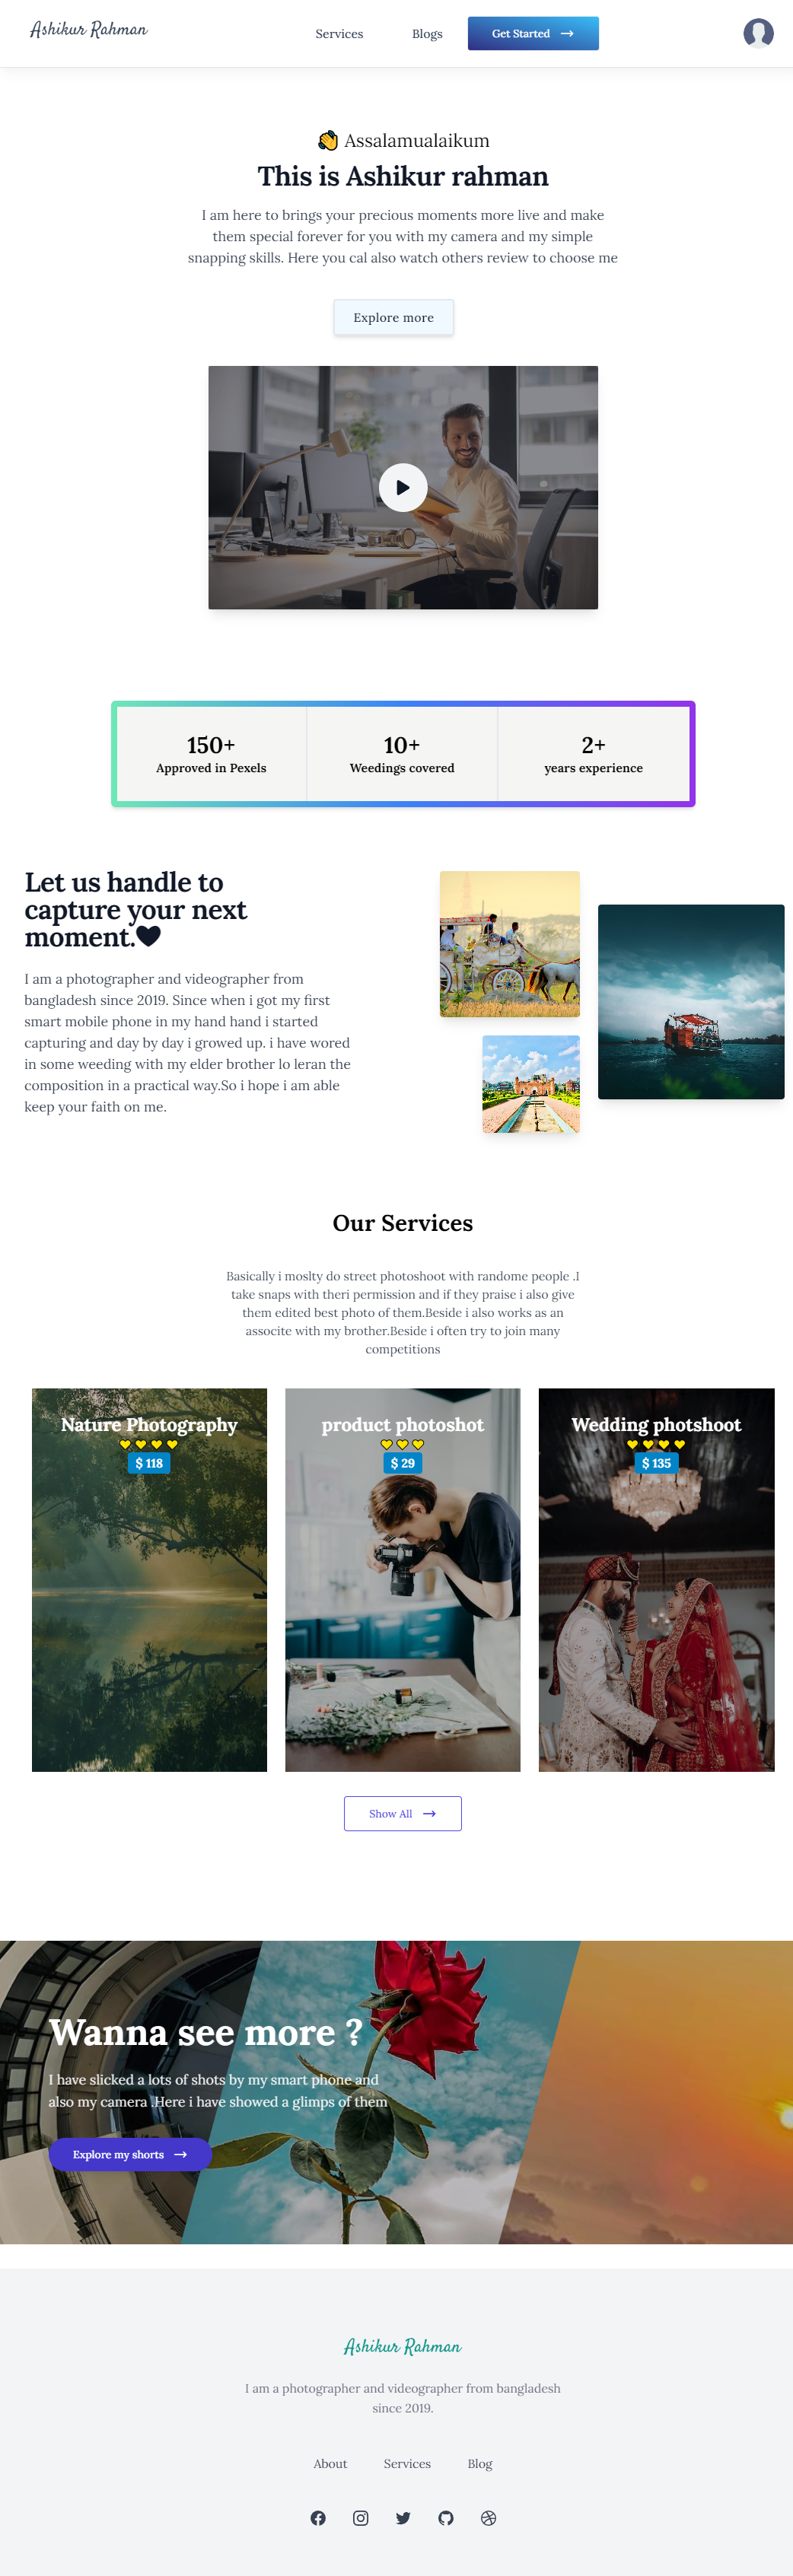 Ashikur Rahman
Services
Blogs
Get Started
👋 Assalamualaikum
This is Ashikur rahman
I am here to brings your precious moments more live and make
them special forever for you with my camera and my simple
snapping skills. Here you cal also watch others review to choose me
Explore more
150+
Approved in Pexels
10+
Weedings covered
2+
years experience
Let us handle to
capture your next
moment.🖤
I am a photographer and videographer from
bangladesh since 2019. Since when i got my first
smart mobile phone in my hand hand i started
capturing and day by day i growed up. i have wored
in some weeding with my elder brother lo leran the
composition in a practical way.So i hope i am able
keep your faith on me.
Our Services
Basically i moslty do street photoshoot with randome people .I
take snaps with theri permission and if they praise i also give
them edited best photo of them.Beside i also works as an
associte with my brother.Beside i often try to join many
competitions
Nature Photography
$ 118
product photoshot
$ 29
Wedding photshoot
$ 135
Show All
Wanna see more ?
I have slicked a lots of shots by my smart phone and
also my camera .Here i have showed a glimps of them
Explore my shorts
Ashikur Rahman
I am a photographer and videographer from bangladesh
since 2019.
About
Services
Blog